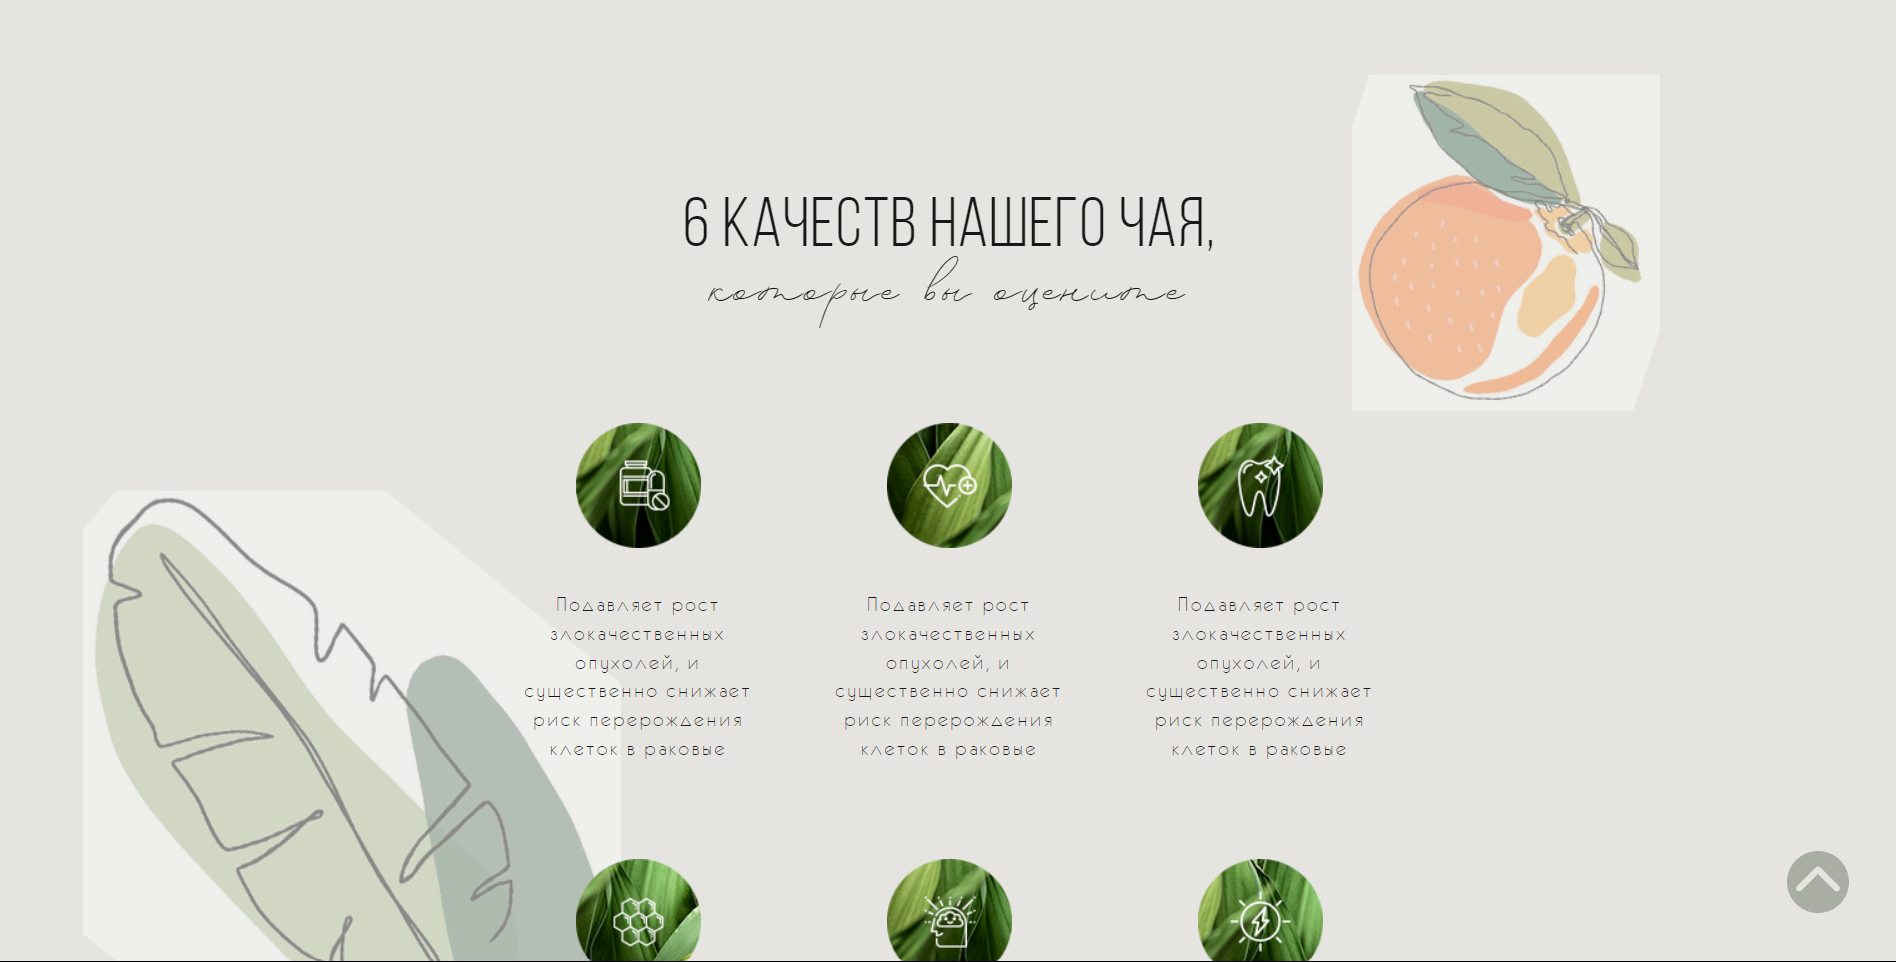 6 КАЧЕСТВ НАШЕГО ЧАЯ,
которые вы оцените
Подавляет рост
злокачественных
опухолей, и
существенно снижает
риск перерождения
клеток в раковые
Подавляет рост
злокачественных
опухолей, и
существенно снижает
риск перерождения
клеток в раковые
Подавляет рост
злокачественных
опухолей, и
существенно снижает
риск перерождения
клеток в раковые